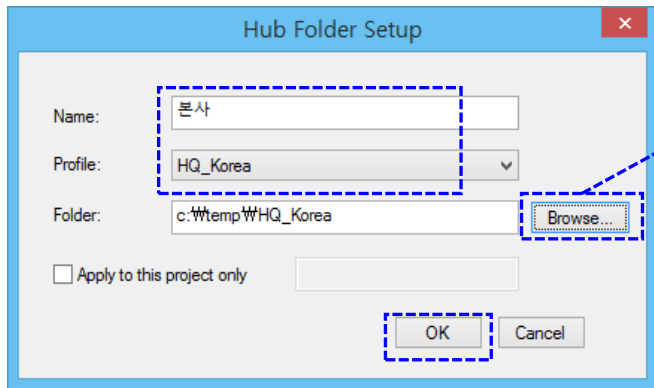 Hub Folder Setup
Name: 본사
Profile: HQ_Korea
Folder: c:₩temp₩HQ_Korea Browse...
Apply to this project only
OK Cancel